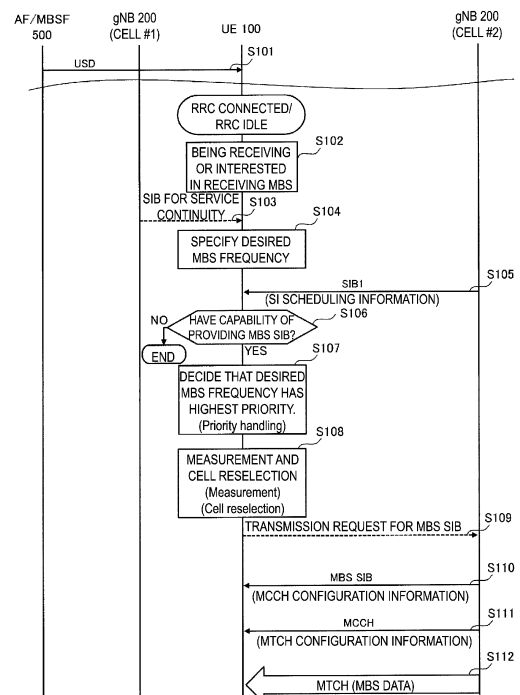 AF/MBSF
500
gNB 200
(CELL #1)
UE 100
gNB 200
(CELL #2)
USD
S101
RRC CONNECTED/
RRC IDLE
S102
BEING RECEIVING
OR INTERESTED
IN RECEIVING MBS
SIB FOR SERVICE
CONTINUITY
S103
S104
SPECIFY DESIRED
MBS FREQUENCY
S105
SIB1
(SI SCHEDULING INFORMATION)
S106
HAVE CAPABILITY OF
PROVIDING MBS SIB?
NO
END
YES
S107
DECIDE THAT DESIRED
MBS FREQUENCY HAS
HIGHEST PRIORITY.
(Priority handling)
S108
MEASUREMENT AND
CELL RESELECTION
(Measurement)
(Cell reselection)
TRANSMISSION REQUEST FOR MBS SIB
S109
S110
MBS SIB
(MCCH CONFIGURATION INFORMATION)
S111
MCCH
(MTCH CONFIGURATION INFORMATION)
S112
MTCH (MBS DATA)